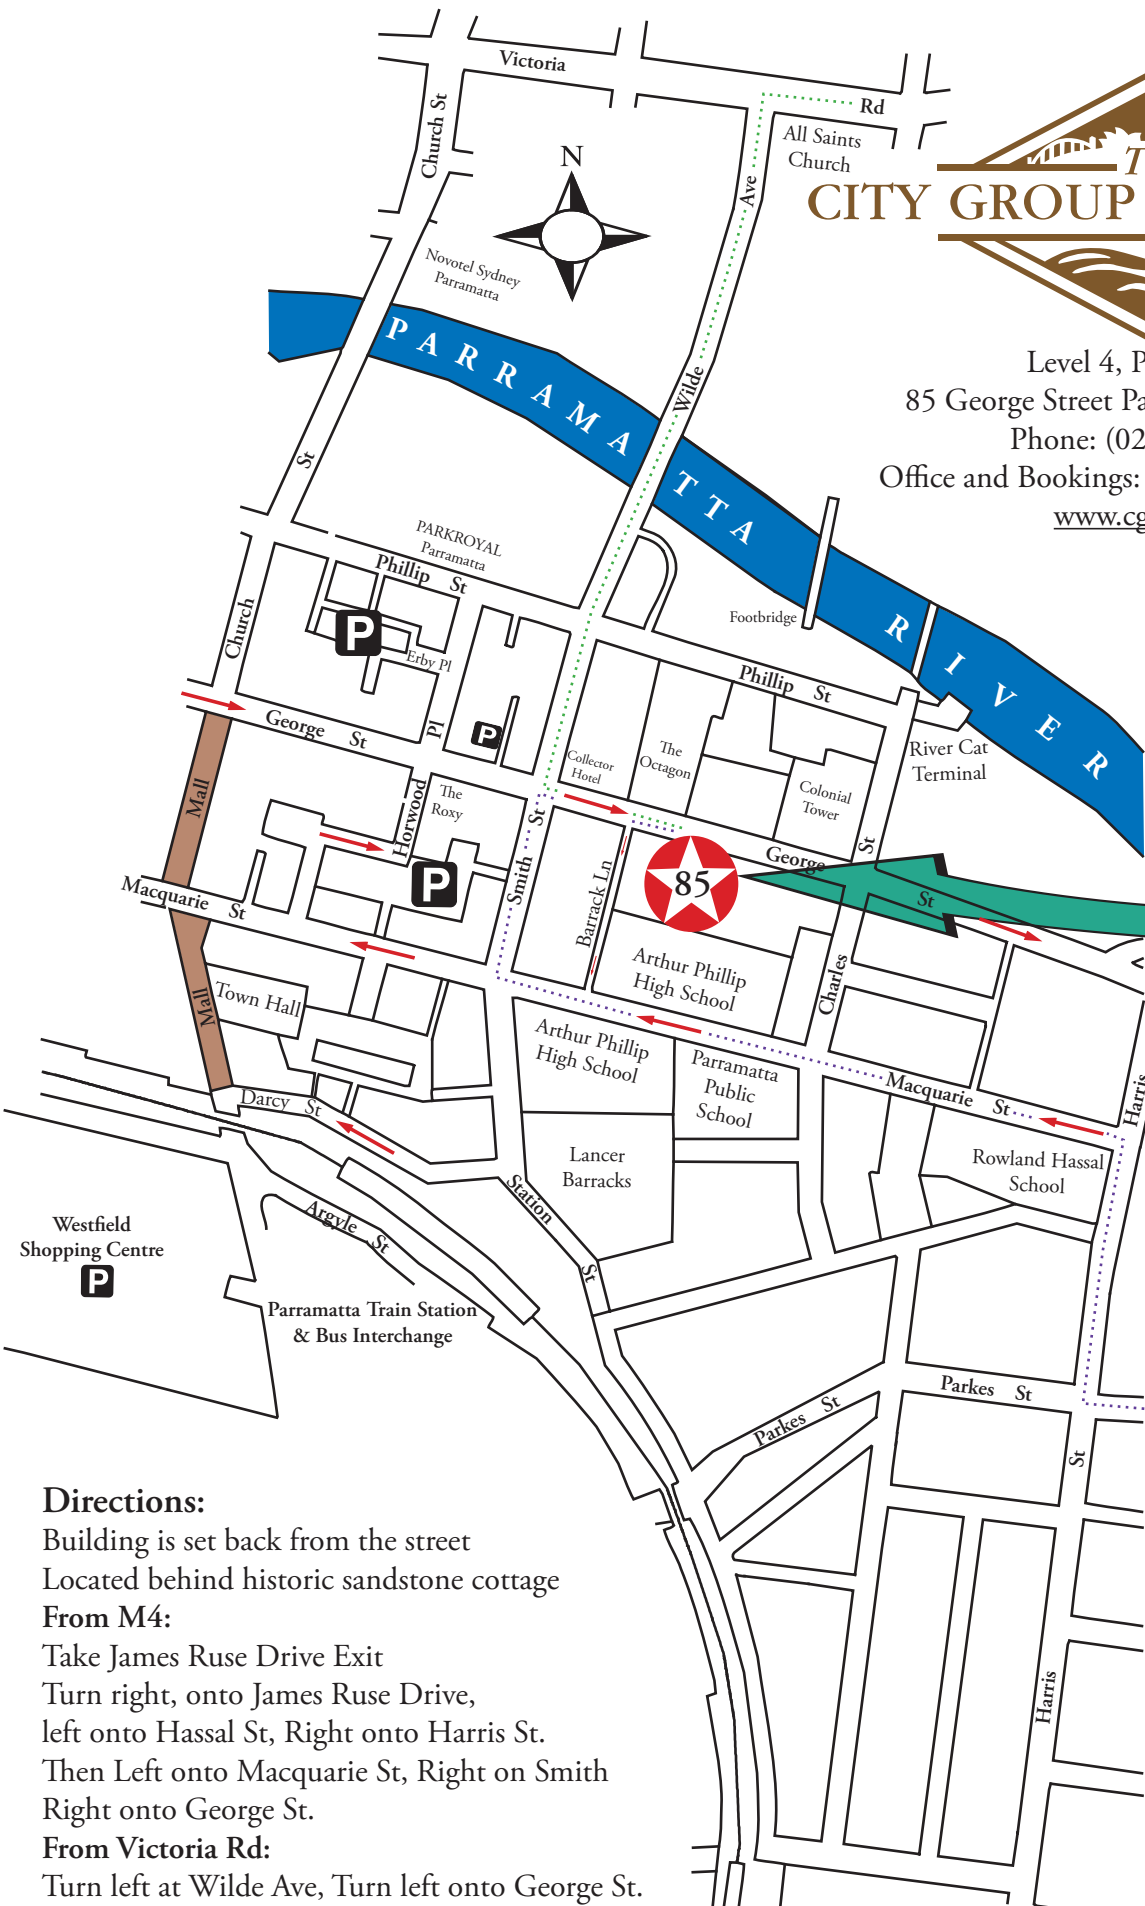 Victoria
Rd
Church St
All Saints
Church
N
Ave
T
CITY GROUP
Novotel Sydney
Parramatta
PARRAMATTA RIVER
Level 4, P
85 George Street Pa
Phone: (02
Office and Bookings:
www.cg
Wilde
St
PARKROYAL
Parramatta
Phillip St
Church
P
Erby Pl
Footbridge
Phillip St
George St
Pl
P
Collector
Hotel
The
Octagon
Colonial
Tower
River Cat
Terminal
Mall
Horwood
The
Roxy
St
St
George
St
85
P
Smith
Barrack Ln
Macquarie St
Arthur Phillip
High School
Charles
Mall
Town Hall
Arthur Phillip
High School
Parramatta
Public
School
Macquarie St
Harris
Darcy St
Lancer
Barracks
Rowland Hassal
School
Station
St
Argyle St
Westfield
Shopping Centre
P
Parramatta Train Station
& Bus Interchange
Parkes St
Parkes St
St
Harris
Directions:
Building is set back from the street
Located behind historic sandstone cottage
From M4:
Take James Ruse Drive Exit
Turn right, onto James Ruse Drive,
left onto Hassal St, Right onto Harris St.
Then Left onto Macquarie St, Right on Smith
Right onto George St.
From Victoria Rd:
Turn left at Wilde Ave, Turn left onto George St.